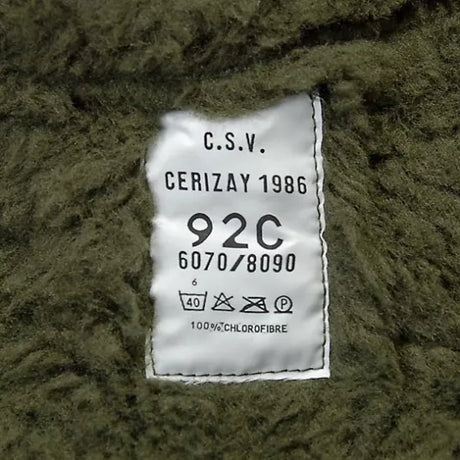 C.S.V.
CERIZAY 1986
92C
6070/8090
6
40 P
100% CHLOROFIBRE